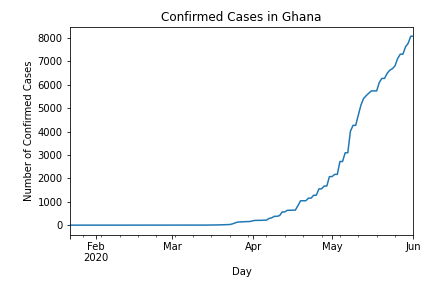 Confirmed Cases in Ghana
Number of Confirmed Cases
8000
7000
6000
5000
4000
3000
2000
1000
0
Feb
2020
Mar
Apr
May
Jun
Day